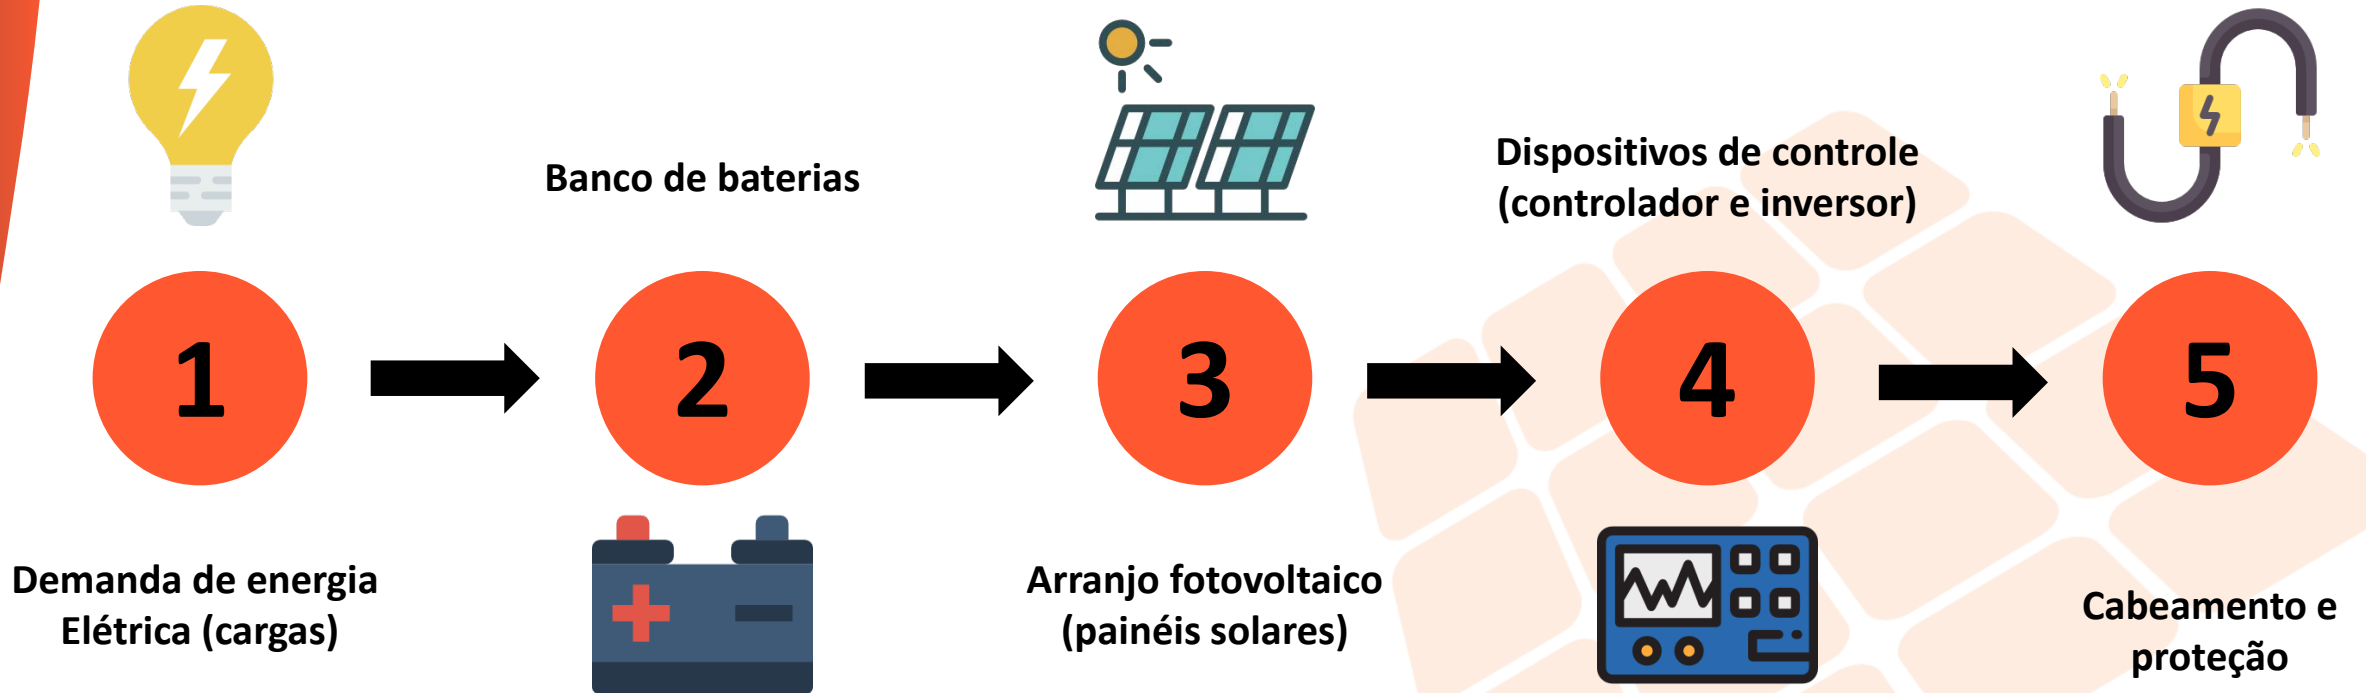 Banco de baterias
Dispositivos de controle
(controlador e inversor)
1
2
3
4
5
Demanda de energia
Elétrica (cargas)
Arranjo fotovoltaico
(painéis solares)
Cabeamento e
proteção